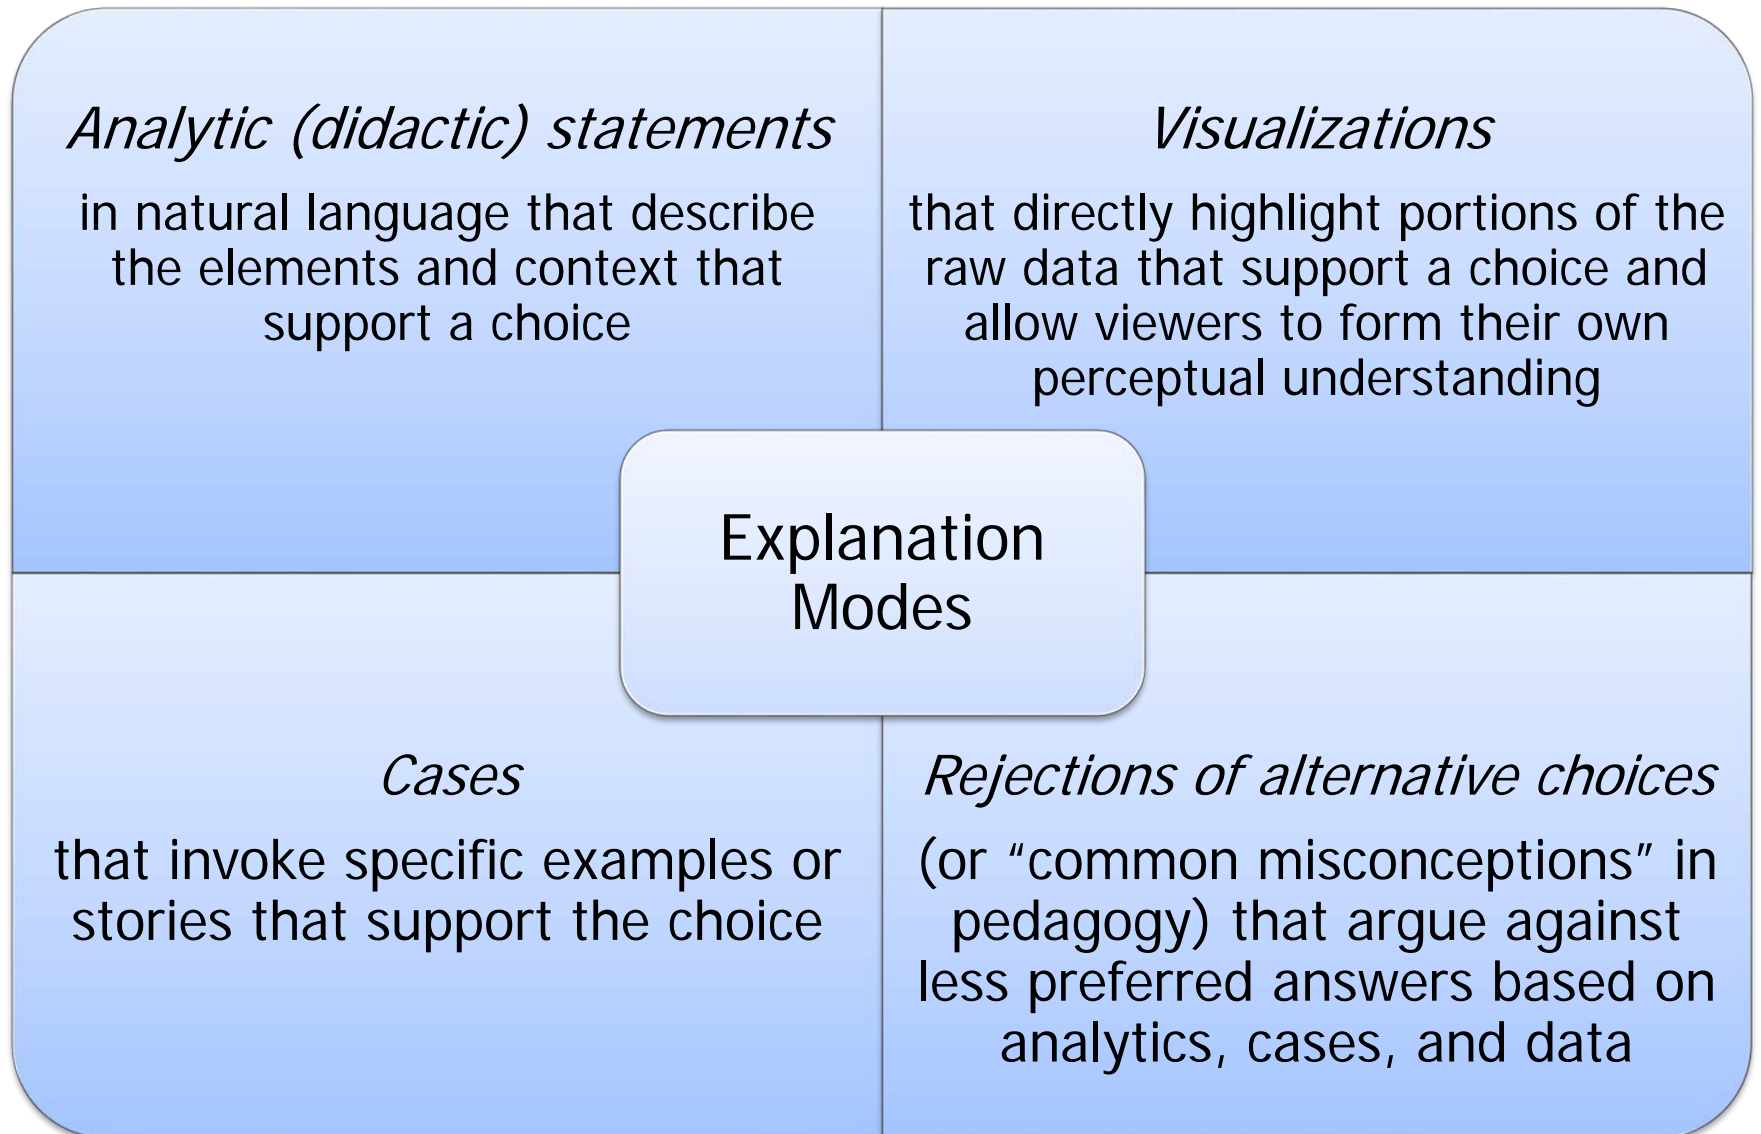 Analytic (didactic) statements
in natural language that describe
the elements and context that
support a choice
Visualizations
that directly highlight portions of the
raw data that support a choice and
allow viewers to form their own
perceptual understanding
Explanation
Modes
Cases
that invoke specific examples or
stories that support the choice
Rejections of alternative choices
(or “common misconceptions” in
pedagogy) that argue against
less preferred answers based on
analytics, cases, and data